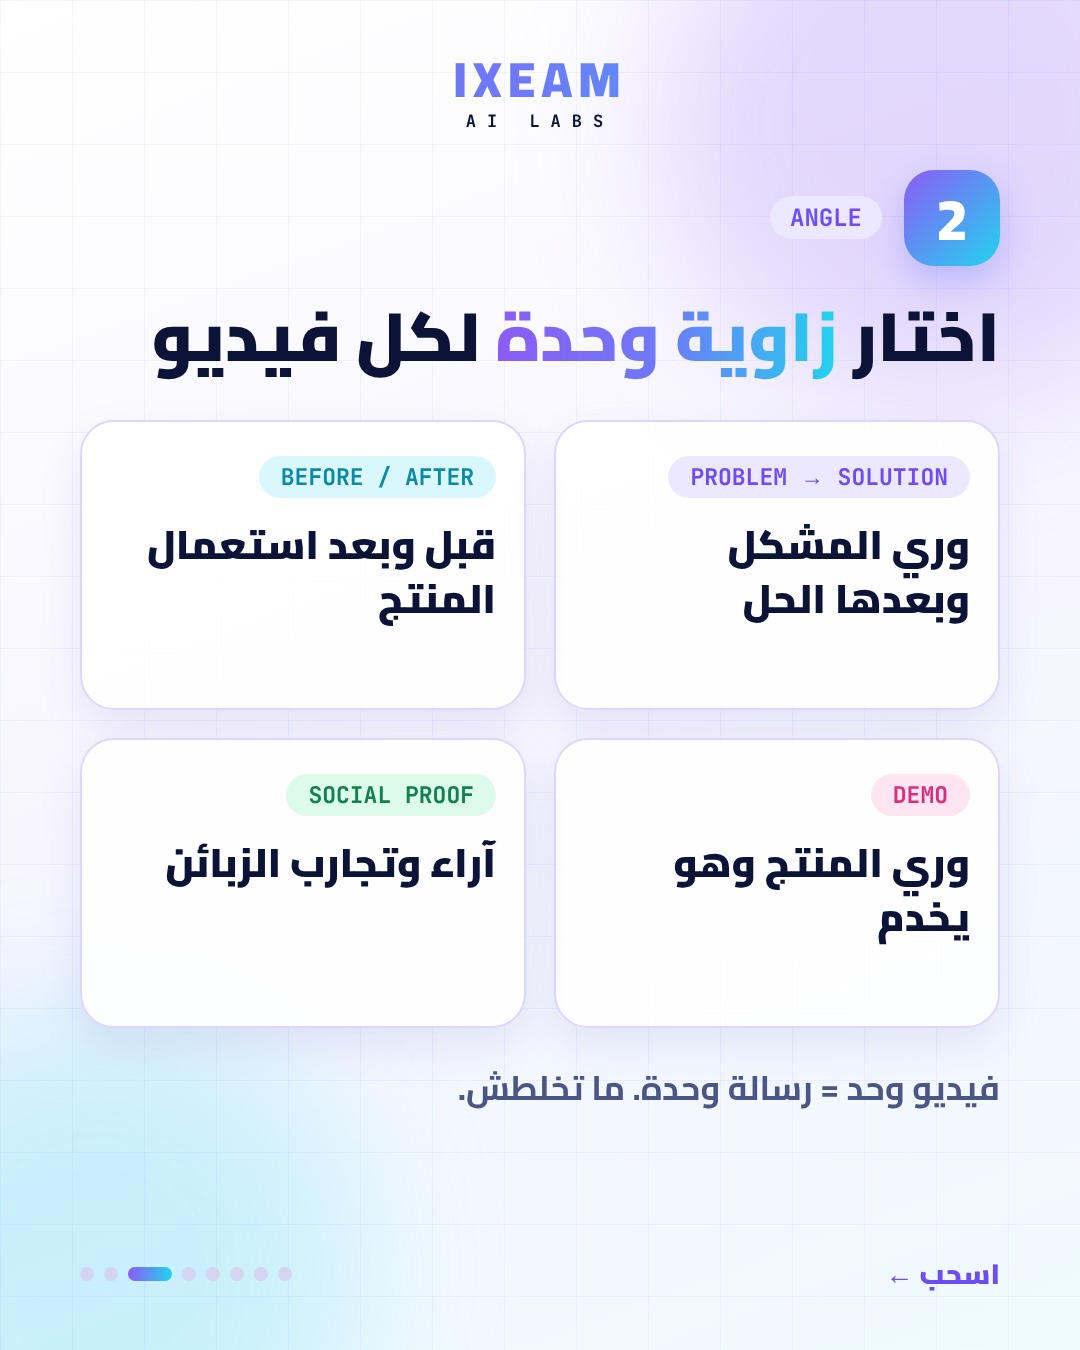 IXEAM
AI LABS
2
ANGLE
اختار زاوية وحدة لكل فيديو
PROBLEM → SOLUTION
وري المشكل
وبعدها الحل
BEFORE / AFTER
قبل وبعد استعمال
المنتج
DEMO
وري المنتج وهو
يخدم
SOCIAL PROOF
آراء وتجارب الزبائن
فيديو وحد = رسالة وحدة. ما تخلطش.
اسحب ←